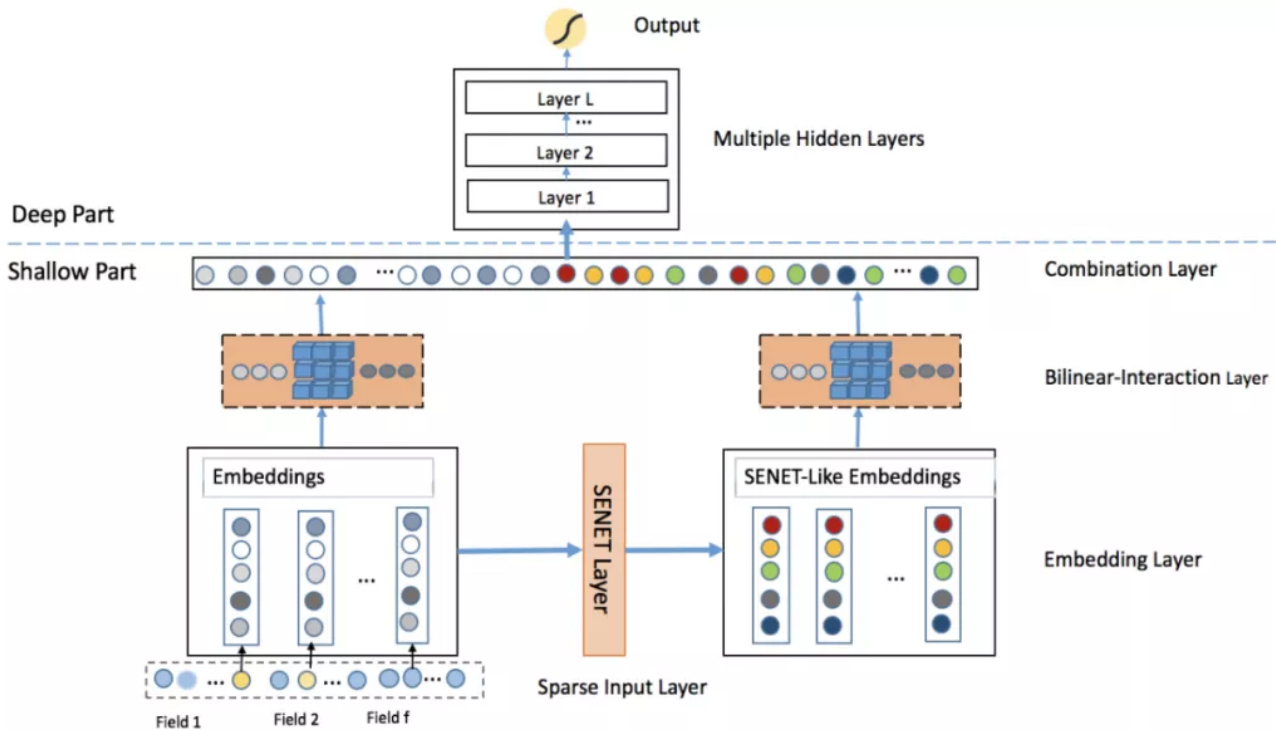 Output
Layer L
...
Layer 2
Multiple Hidden Layers
Layer 1
Deep Part
Shallow Part
...
...
Combination Layer
Bilinear-Interaction Layer
Embeddings
SENET Layer
SENET-Like Embeddings
...
...
Embedding Layer
...
...
...
Sparse Input Layer
Field 1
Field 2
Field f